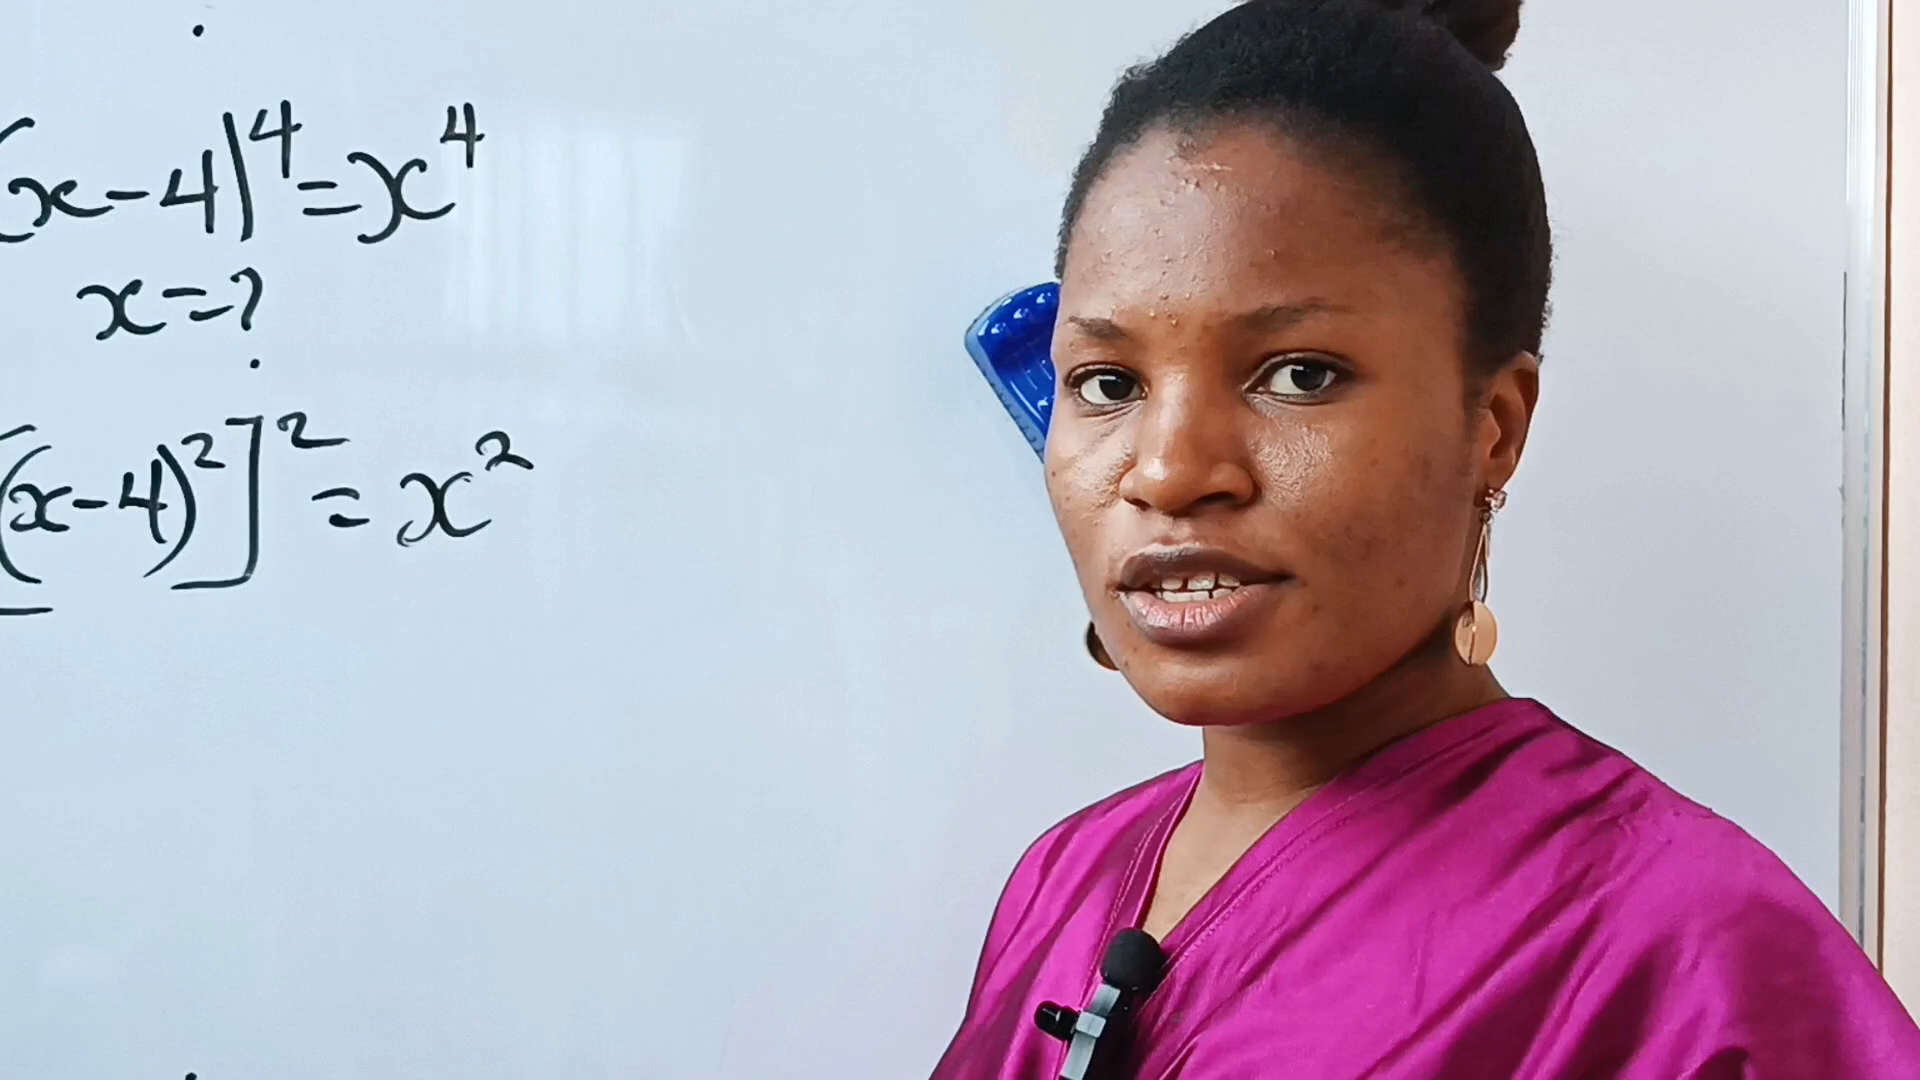 (x-4)⁴=x⁴
x=?
[(x-4)²]²=x²